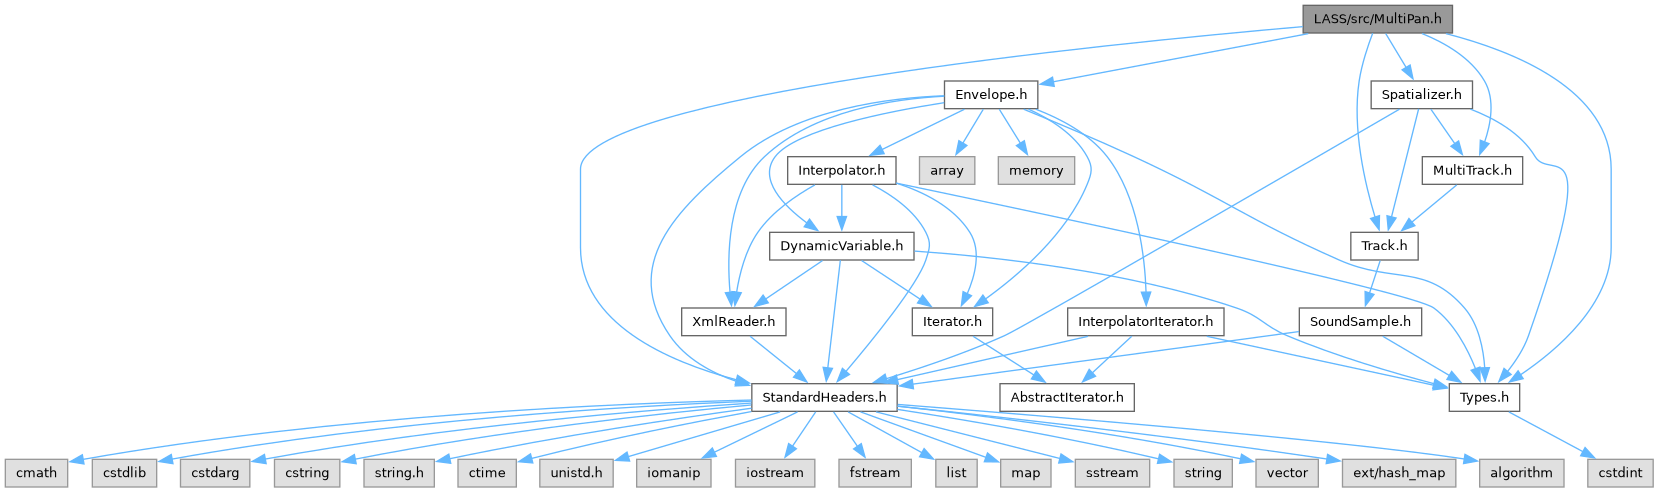 LASS/src/MultiPan.h
Envelope.h
Spatializer.h
Interpolator.h
array
memory
MultiTrack.h
DynamicVariable.h
Track.h
XmlReader.h
Iterator.h
InterpolatorIterator.h
SoundSample.h
StandardHeaders.h
AbstractIterator.h
Types.h
cmath
cstdlib
cstdarg
cstring
string.h
ctime
unistd.h
iomanip
iostream
fstream
list
map
sstream
string
vector
ext/hash_map
algorithm
cstdint